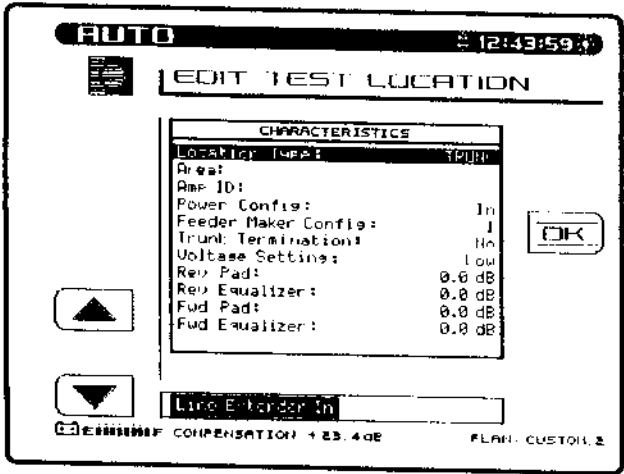 AUTO 12:43:59
EDIT TEST LOCATION
CHARACTERISTICS
Location Type: TRUNK
Area:
Amp ID:
Power Config: In
Feeder Maker Config: 1
Trunk Termination: No
Voltage Setting: Low
Rev Pad: 0.0 dB
Rev Equalizer: 0.0 dB
Fwd Pad: 0.0 dB
Fwd Equalizer: 0.0 dB
OK
Line Extender In
COMPENSATION +23.4dB PLAN: CUSTOM.2